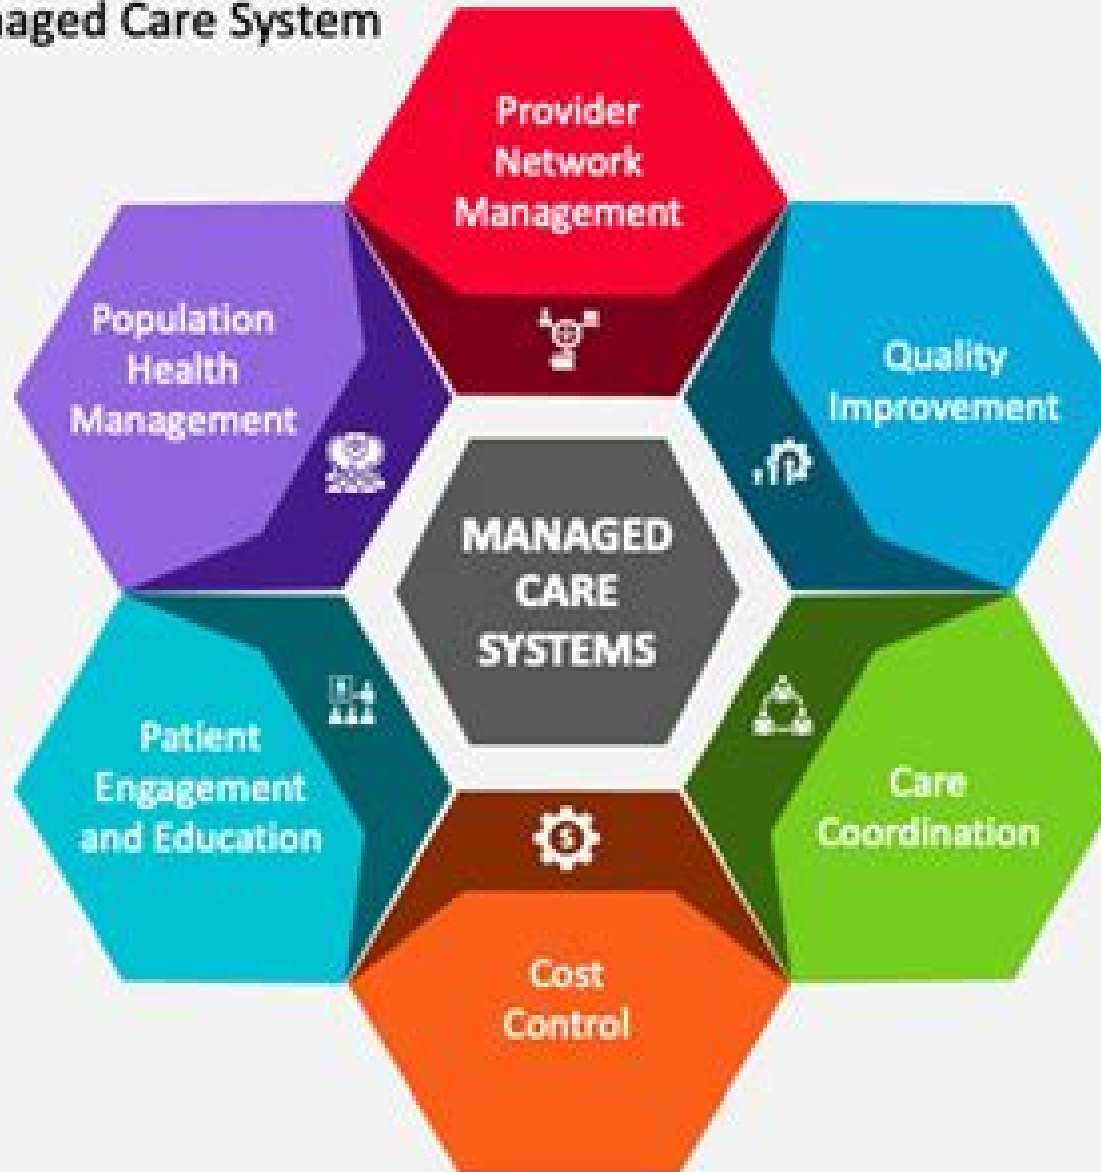 naged Care System
Provider
Network
Management
Population
Health
Management
Quality
Improvement
MANAGED
CARE
SYSTEMS
Patient
Engagement
and Education
Care
Coordination
Cost
Control
$